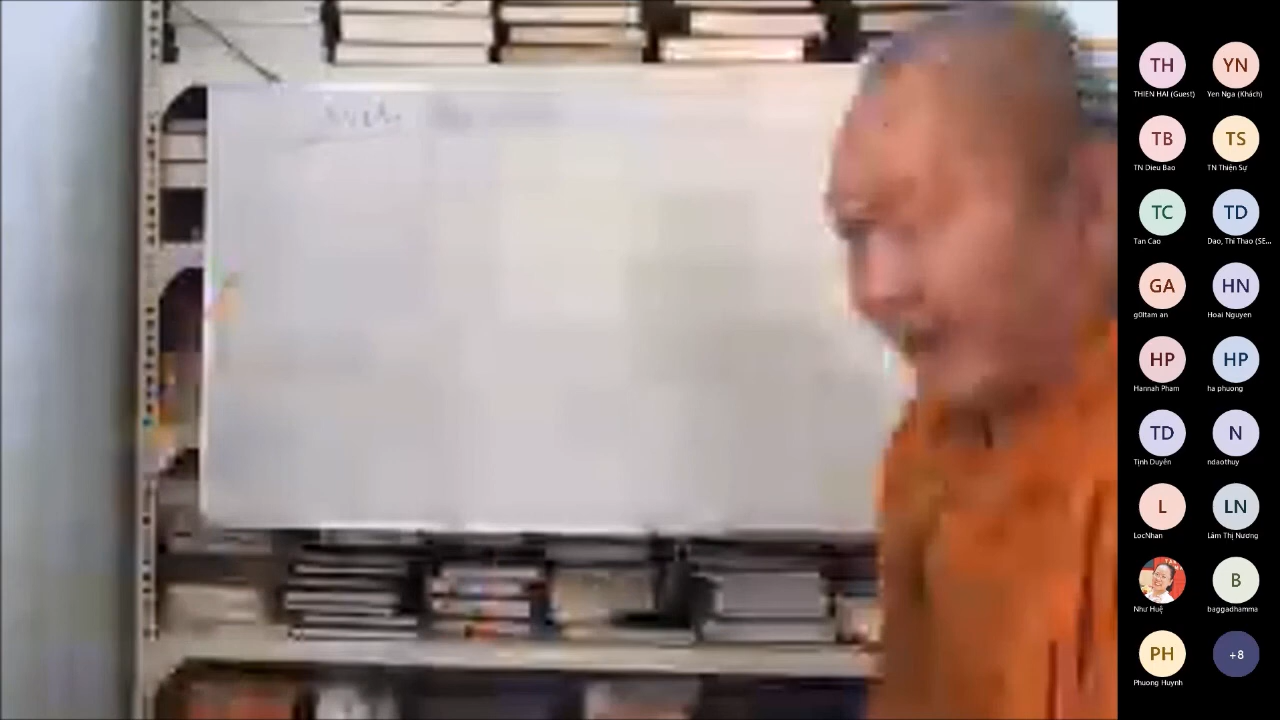 TH YN
THIEN HAI (Guest) Yen Nga (Khách)
TB TS
TN Dieu Bao TN Thiện Sự
TC TD
Tan Cao Dao, Thi Thao (SE...
GA HN
g0ltam an Hoai Nguyen
HP HP
Hannah Pham ha phuong
TD N
Tịnh Duyên ndaothuy
L LN
LocNhan Lâm Thị Nương
B
Như Huệ baggadhamma
PH +8
Phuong Huynh